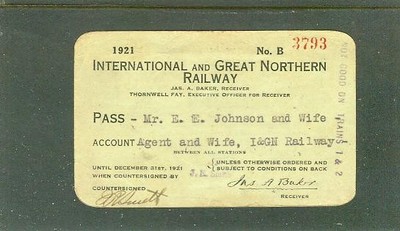 1921 No. B 3793
INTERNATIONAL AND GREAT NORTHERN
RAILWAY
JAS. A. BAKER, RECEIVER
THORNWELL FAY, EXECUTIVE OFFICER FOR RECEIVER
PASS - Mr. E. E. Johnson and Wife
ACCOUNT Agent and Wife, I&GN Railway
BETWEEN ALL STATIONS
UNTIL DECEMBER 31ST, 1921
WHEN COUNTERSIGNED BY J.R.
COUNTERSIGNED
UNLESS OTHERWISE ORDERED AND
SUBJECT TO CONDITIONS ON BACK
Jas A Baker
RECEIVER
NOT GOOD ON TRAINS 1 & 2